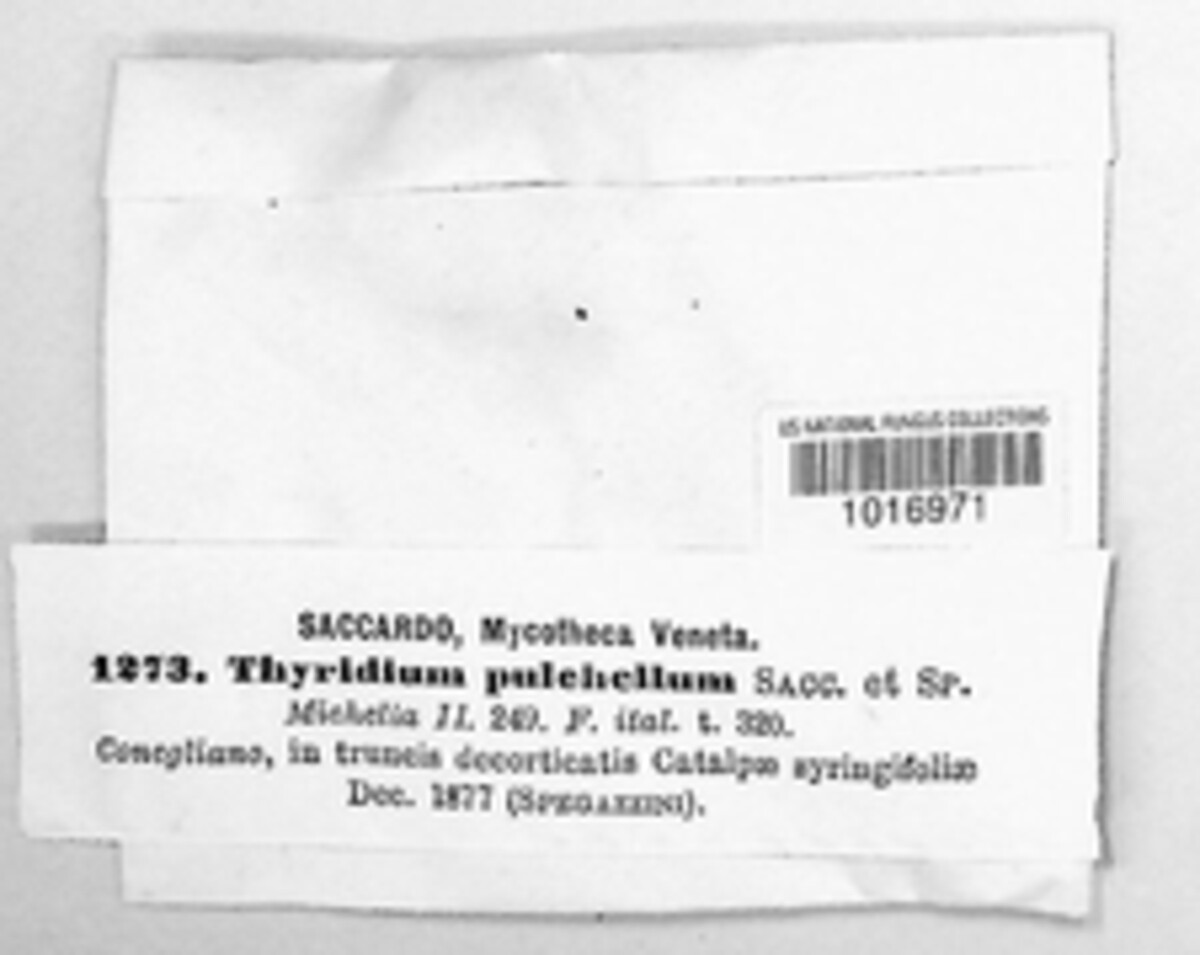 US NATIONAL FUNGUS COLLECTIONS
1016971
SACCARDO, Mycotheca Veneta.
1273. Thyridium pulchellum SACC. et SP.
Michelia II. 249. F. ital. t. 320.
Conegliano, in truncis decorticatis Catalpæ syringifoliæ
Dec. 1877 (SPEGAZZINI).